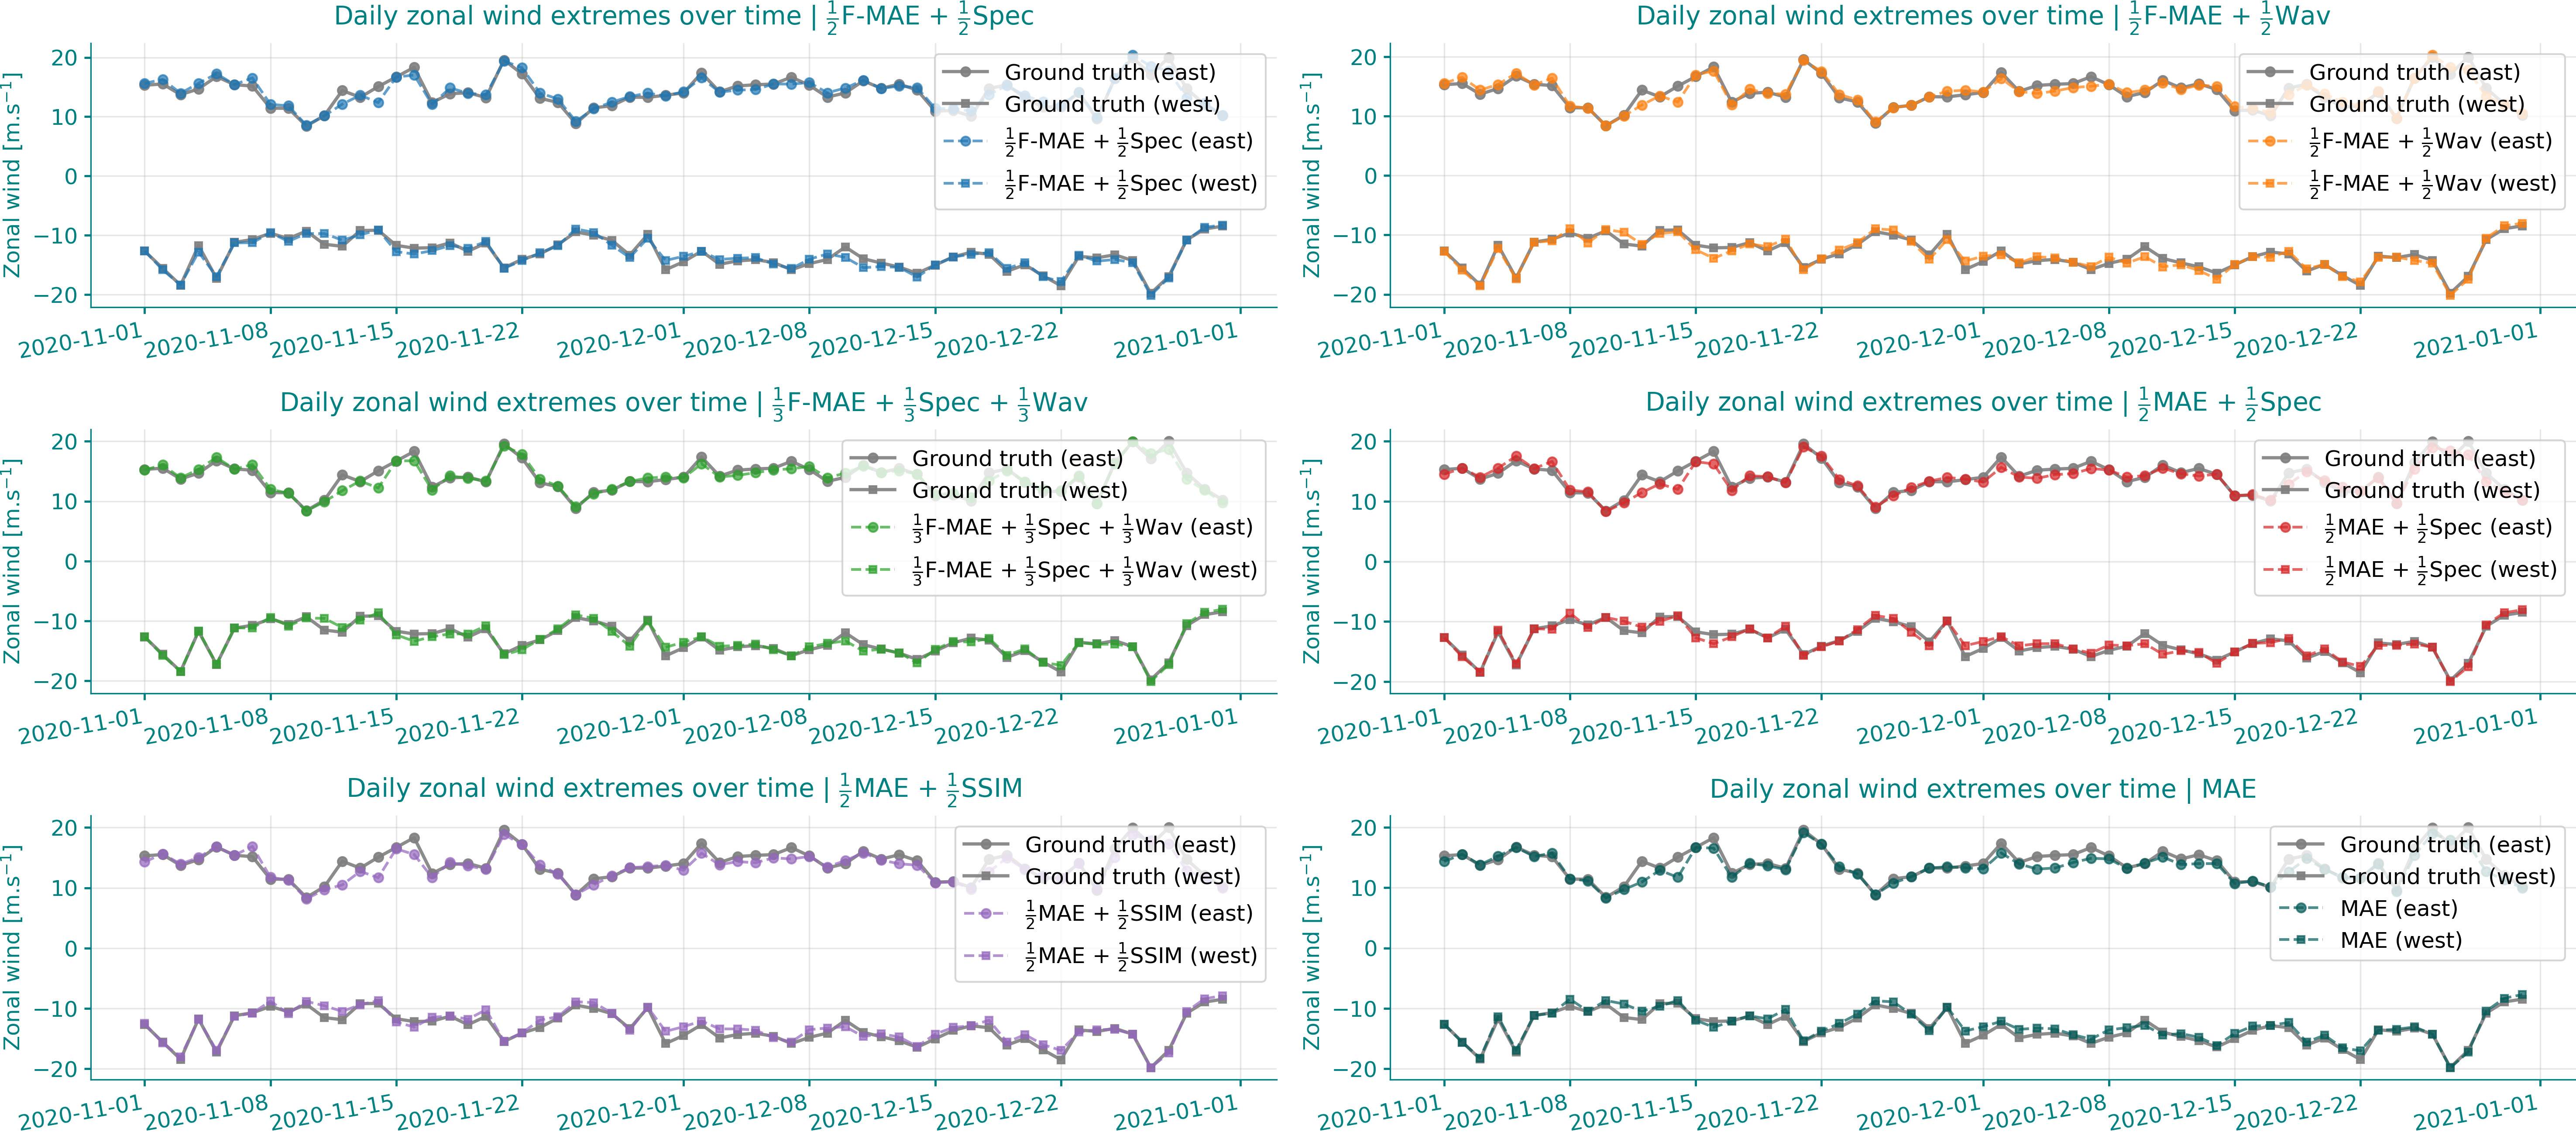 Daily zonal wind extremes over time | ½F-MAE + ½Spec
Zonal wind [m.s⁻¹]
20
10
0
−10
−20
Ground truth (east)
Ground truth (west)
½F-MAE + ½Spec (east)
½F-MAE + ½Spec (west)
2020-11-01
2020-11-08
2020-11-15
2020-11-22
2020-12-01
2020-12-08
2020-12-15
2020-12-22
2021-01-01
Daily zonal wind extremes over time | ½F-MAE + ½Wav
Zonal wind [m.s⁻¹]
20
10
0
−10
−20
Ground truth (east)
Ground truth (west)
½F-MAE + ½Wav (east)
½F-MAE + ½Wav (west)
2020-11-01
2020-11-08
2020-11-15
2020-11-22
2020-12-01
2020-12-08
2020-12-15
2020-12-22
2021-01-01
Daily zonal wind extremes over time | ⅓F-MAE + ⅓Spec + ⅓Wav
Zonal wind [m.s⁻¹]
20
10
0
−10
−20
Ground truth (east)
Ground truth (west)
⅓F-MAE + ⅓Spec + ⅓Wav (east)
⅓F-MAE + ⅓Spec + ⅓Wav (west)
2020-11-01
2020-11-08
2020-11-15
2020-11-22
2020-12-01
2020-12-08
2020-12-15
2020-12-22
2021-01-01
Daily zonal wind extremes over time | ½MAE + ½Spec
Zonal wind [m.s⁻¹]
20
10
0
−10
−20
Ground truth (east)
Ground truth (west)
½MAE + ½Spec (east)
½MAE + ½Spec (west)
2020-11-01
2020-11-08
2020-11-15
2020-11-22
2020-12-01
2020-12-08
2020-12-15
2020-12-22
2021-01-01
Daily zonal wind extremes over time | ½MAE + ½SSIM
Zonal wind [m.s⁻¹]
20
10
0
−10
−20
Ground truth (east)
Ground truth (west)
½MAE + ½SSIM (east)
½MAE + ½SSIM (west)
2020-11-01
2020-11-08
2020-11-15
2020-11-22
2020-12-01
2020-12-08
2020-12-15
2020-12-22
2021-01-01
Daily zonal wind extremes over time | MAE
Zonal wind [m.s⁻¹]
20
10
0
−10
−20
Ground truth (east)
Ground truth (west)
MAE (east)
MAE (west)
2020-11-01
2020-11-08
2020-11-15
2020-11-22
2020-12-01
2020-12-08
2020-12-15
2020-12-22
2021-01-01